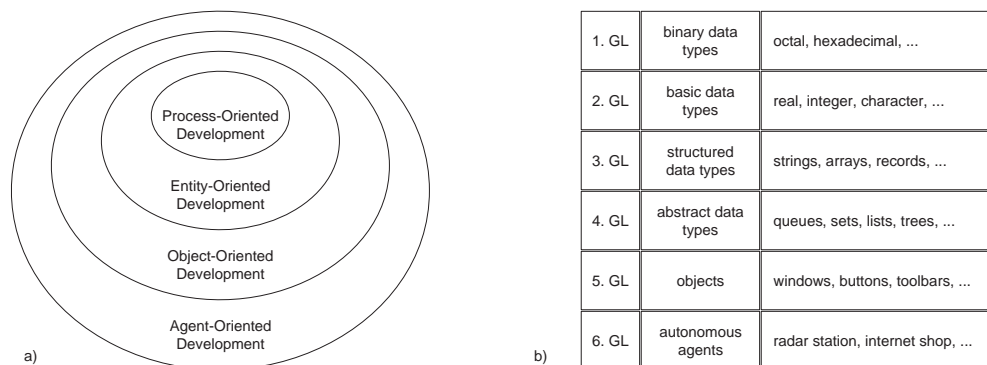 Process-Oriented
Development
Entity-Oriented
Development
Object-Oriented
Development
Agent-Oriented
Development
a)
1. GL
binary data
types
octal, hexadecimal, ...
2. GL
basic data
types
real, integer, character, ...
3. GL
structured
data types
strings, arrays, records, ...
4. GL
abstract data
types
queues, sets, lists, trees, ...
5. GL
objects
windows, buttons, toolbars, ...
6. GL
autonomous
agents
radar station, internet shop, ...
b)